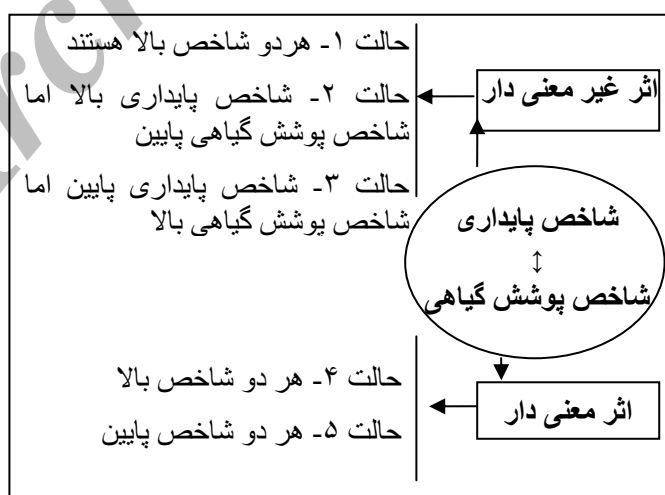 حالت ۱- هردو شاخص بالا هستند
حالت ۲- شاخص پایداری بالا اما
شاخص پوشش گیاهی پایین
حالت ۳- شاخص پایداری پایین اما
شاخص پوشش گیاهی بالا
اثر غیر معنی دار
شاخص پایداری
↕
شاخص پوشش گیاهی
حالت ۴- هر دو شاخص بالا
حالت ۵- هر دو شاخص پایین
اثر معنی دار